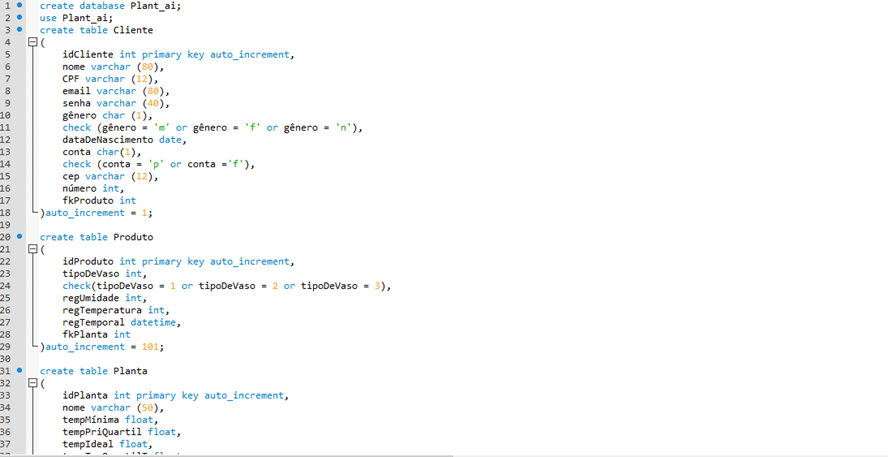 1 create database Plant_ai;
2 use Plant_ai;
3 create table Cliente
4 (
5 idCliente int primary key auto_increment,
6 nome varchar (80),
7 CPF varchar (12),
8 email varchar (80),
9 senha varchar (40),
10 gênero char (1),
11 check (gênero = 'm' or gênero = 'f' or gênero = 'n'),
12 dataDeNascimento date,
13 conta char(1),
14 check (conta = 'p' or conta ='f'),
15 cep varchar (12),
16 número int,
17 fkProduto int
18 )auto_increment = 1;
19
20 create table Produto
21 (
22 idProduto int primary key auto_increment,
23 tipoDeVaso int,
24 check(tipoDeVaso = 1 or tipoDeVaso = 2 or tipoDeVaso = 3),
25 regUmidade int,
26 regTemperatura int,
27 regTemporal datetime,
28 fkPlanta int
29 )auto_increment = 101;
30
31 create table Planta
32 (
33 idPlanta int primary key auto_increment,
34 nome varchar (50),
35 tempMínima float,
36 tempPriQuartil float,
37 tempIdeal float,